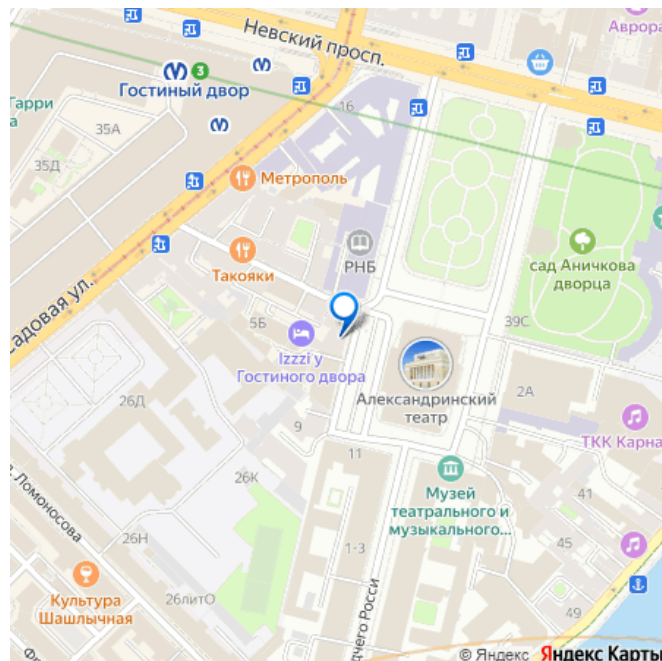 Невский просп.
Аврора
3
Гостиный двор
Гарри
а
35А
35Д
16
Метрополь
РНБ
Такояки
Садовая ул.
сад Аничкова
дворца
39С
5Б
Izzzi у
Гостиного двора
2А
Александринский
театр
26Д
9
ТКК Карна
11
26К
Музей
театрального и
музыкального...
41
Ломоносова
26Н
1-3
45
Культура
Шашлычная
26литО
дчего Росси
49
© Яндекс Яндекс Карты